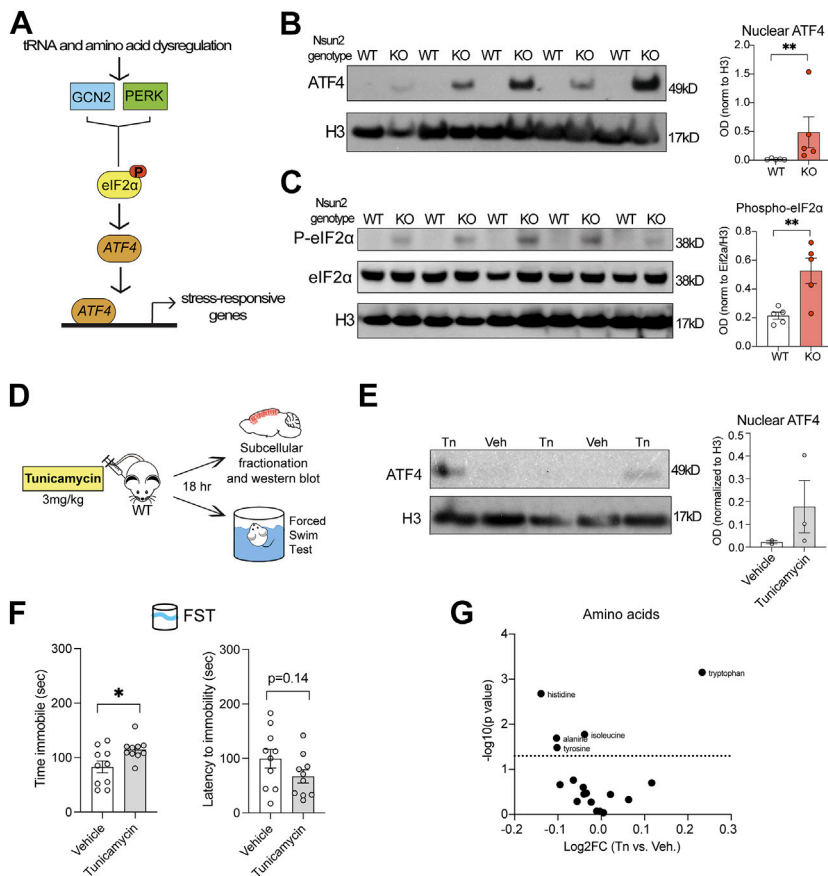 A
tRNA and amino acid dysregulation
GCN2
PERK
P
eIF2α
ATF4
ATF4
stress-responsive
genes
B
Nsun2
genotype
WT KO WT KO WT KO WT KO WT KO
ATF4
49kD
H3
17kD
Nuclear ATF4
**
OD (norm to H3)
2.0
1.5
1.0
0.5
0.0
WT KO
C
Nsun2
genotype
WT KO WT KO WT KO WT KO WT KO
P-eIF2α
38kD
eIF2α
38kD
H3
17kD
Phospho-eIF2α
**
OD (norm to Eif2a/H3)
0.8
0.6
0.4
0.2
0.0
WT KO
D
Tunicamycin
3mg/kg
WT
18 hr
Subcellular
fractionation
and western blot
Forced
Swim
Test
E
Tn Veh Tn Veh Tn
ATF4
49kD
H3
17kD
Nuclear ATF4
OD (normalized to H3)
0.5
0.4
0.3
0.2
0.1
0.0
Vehicle
Tunicamycin
F
FST
Time immobile (sec)
300
200
100
0
*
Vehicle
Tunicamycin
Latency to immobility (sec)
300
200
100
0
p=0.14
Vehicle
Tunicamycin
G
Amino acids
-log10(p value)
4
3
2
1
0
tryptophan
histidine
isoleucine
alanine
tyrosine
-0.2 -0.1 0.0 0.1 0.2 0.3
Log2FC (Tn vs. Veh.)